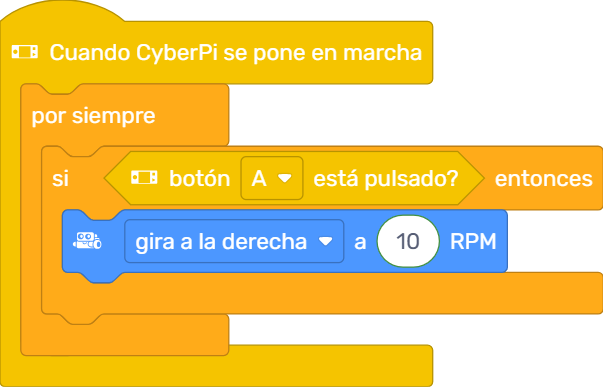 Cuando CyberPi se pone en marcha
por siempre
si botón A está pulsado? entonces
gira a la derecha a 10 RPM